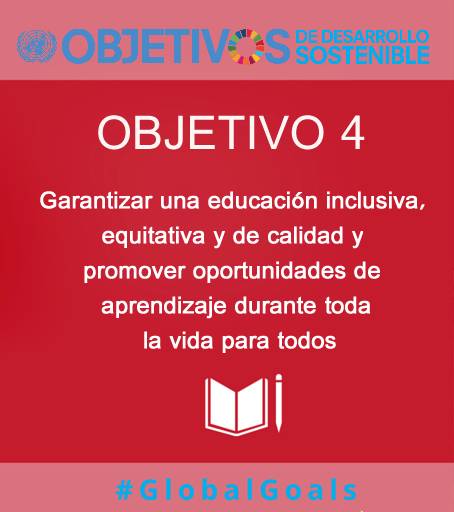 OBJETIVOS DE DESARROLLO SOSTENIBLE
OBJETIVO 4
Garantizar una educación inclusiva,
equitativa y de calidad y
promover oportunidades de
aprendizaje durante toda
la vida para todos
#GlobalGoals